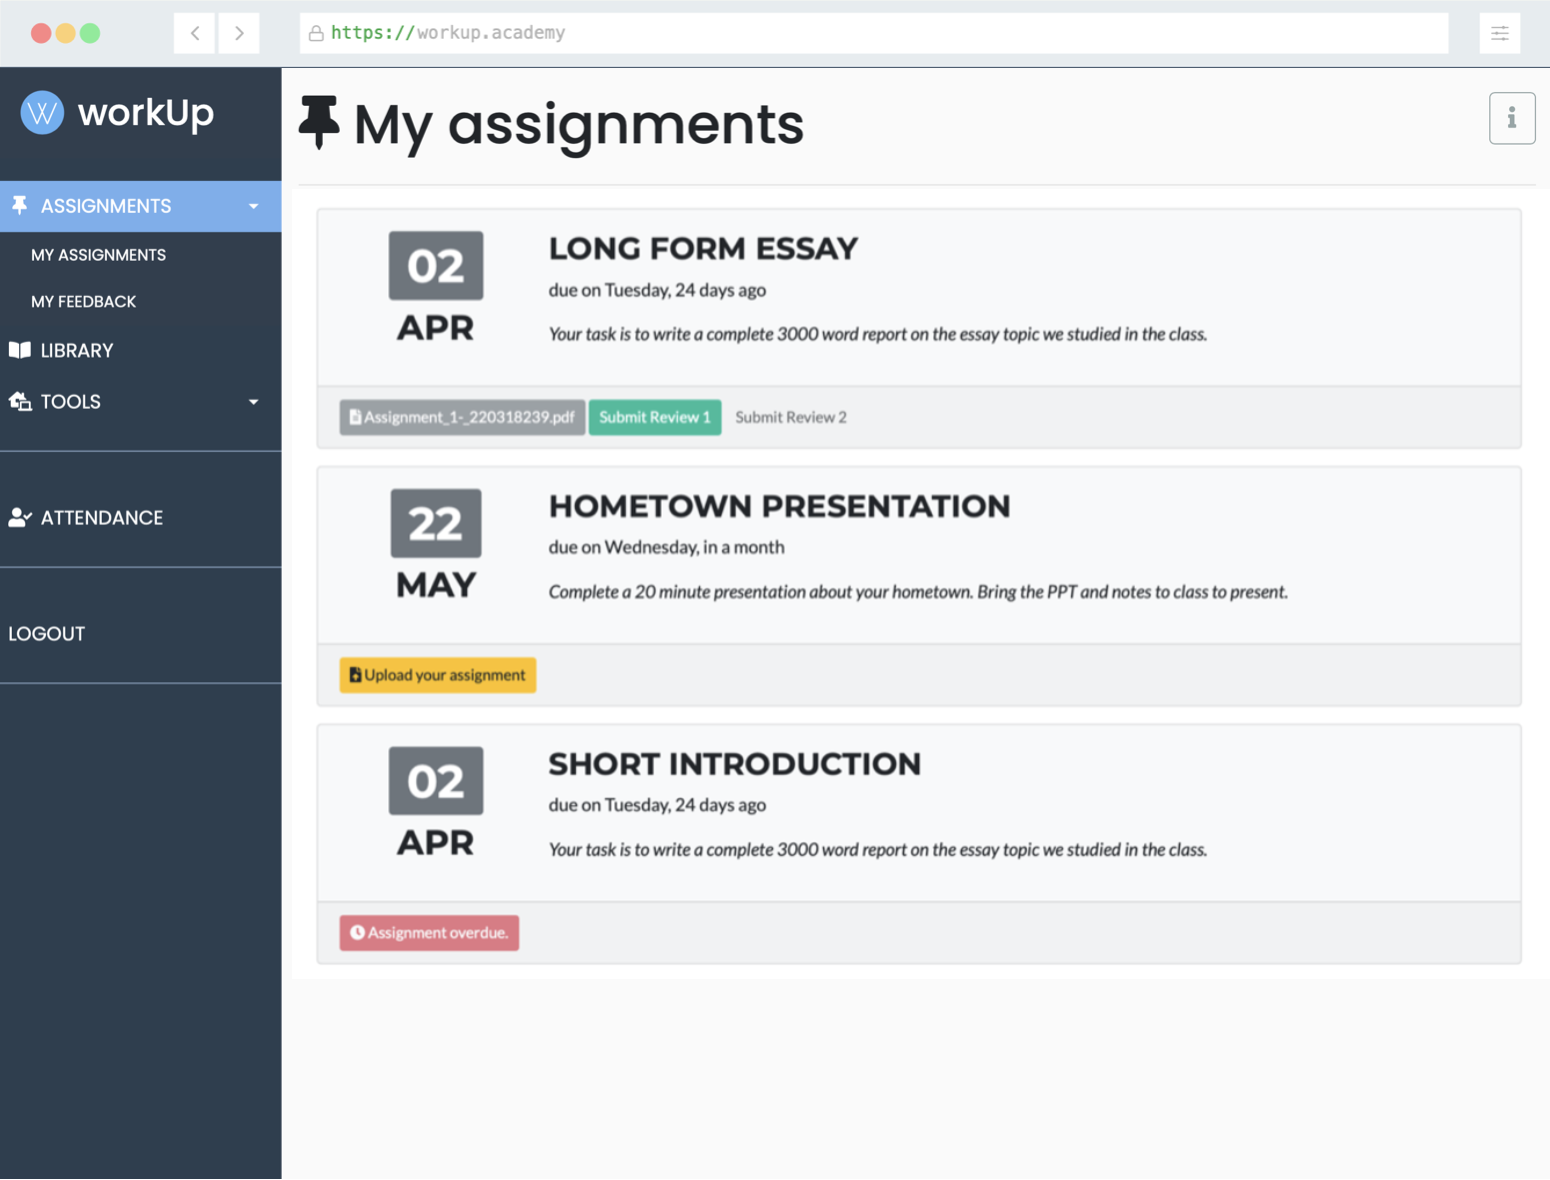 https://workup.academy
workUp
ASSIGNMENTS
MY ASSIGNMENTS
MY FEEDBACK
LIBRARY
TOOLS
ATTENDANCE
LOGOUT
My assignments
02
APR
LONG FORM ESSAY
due on Tuesday, 24 days ago
Your task is to write a complete 3000 word report on the essay topic we studied in the class.
Assignment_1-_220318239.pdf Submit Review 1 Submit Review 2
22
MAY
HOMETOWN PRESENTATION
due on Wednesday, in a month
Complete a 20 minute presentation about your hometown. Bring the PPT and notes to class to present.
Upload your assignment
02
APR
SHORT INTRODUCTION
due on Tuesday, 24 days ago
Your task is to write a complete 3000 word report on the essay topic we studied in the class.
Assignment overdue.